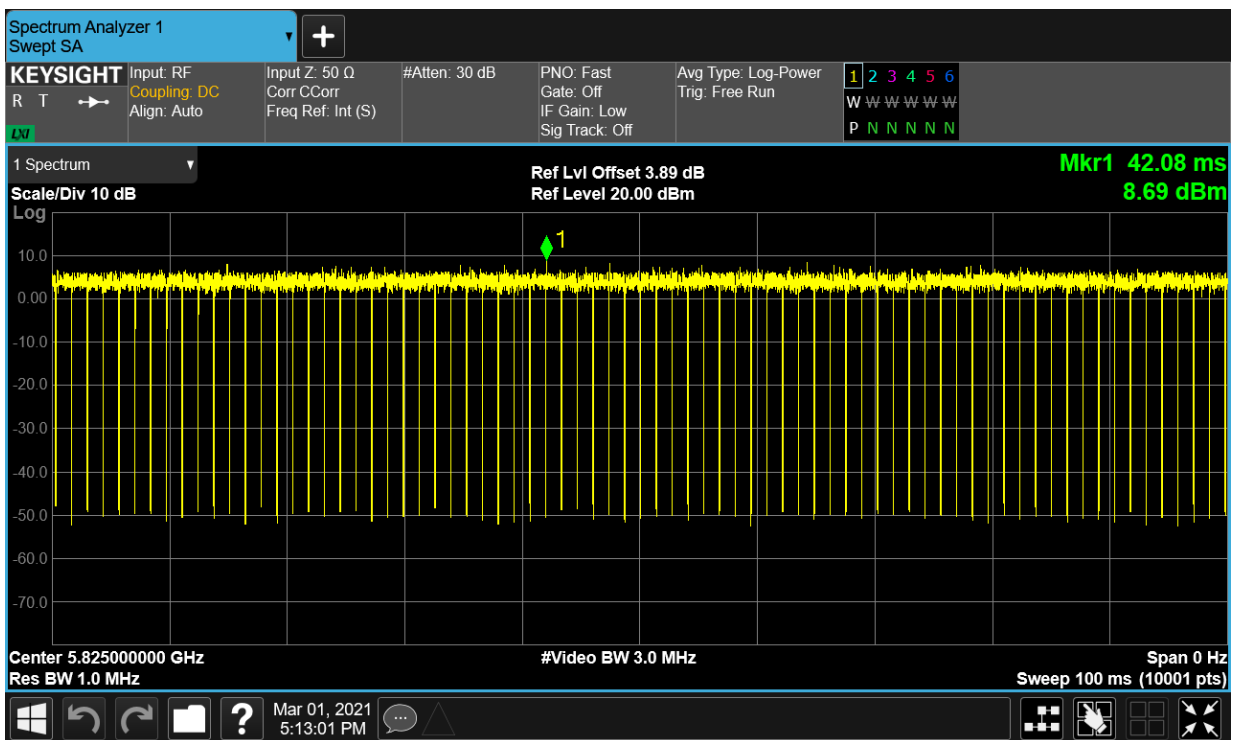 Spectrum Analyzer 1
Swept SA
+
KEYSIGHT
R T
LXI
Input: RF
Coupling: DC
Align: Auto
Input Z: 50 Ω
Corr CCorr
Freq Ref: Int (S)
#Atten: 30 dB
PNO: Fast
Gate: Off
IF Gain: Low
Sig Track: Off
Avg Type: Log-Power
Trig: Free Run
1 2 3 4 5 6
W W W W W W
P N N N N N
1 Spectrum
Scale/Div 10 dB
Ref Lvl Offset 3.89 dB
Ref Level 20.00 dBm
Mkr1 42.08 ms
8.69 dBm
Log
1
10.0
0.00
-10.0
-20.0
-30.0
-40.0
-50.0
-60.0
-70.0
Center 5.825000000 GHz
Res BW 1.0 MHz
#Video BW 3.0 MHz
Span 0 Hz
Sweep 100 ms (10001 pts)
?
Mar 01, 2021
5:13:01 PM